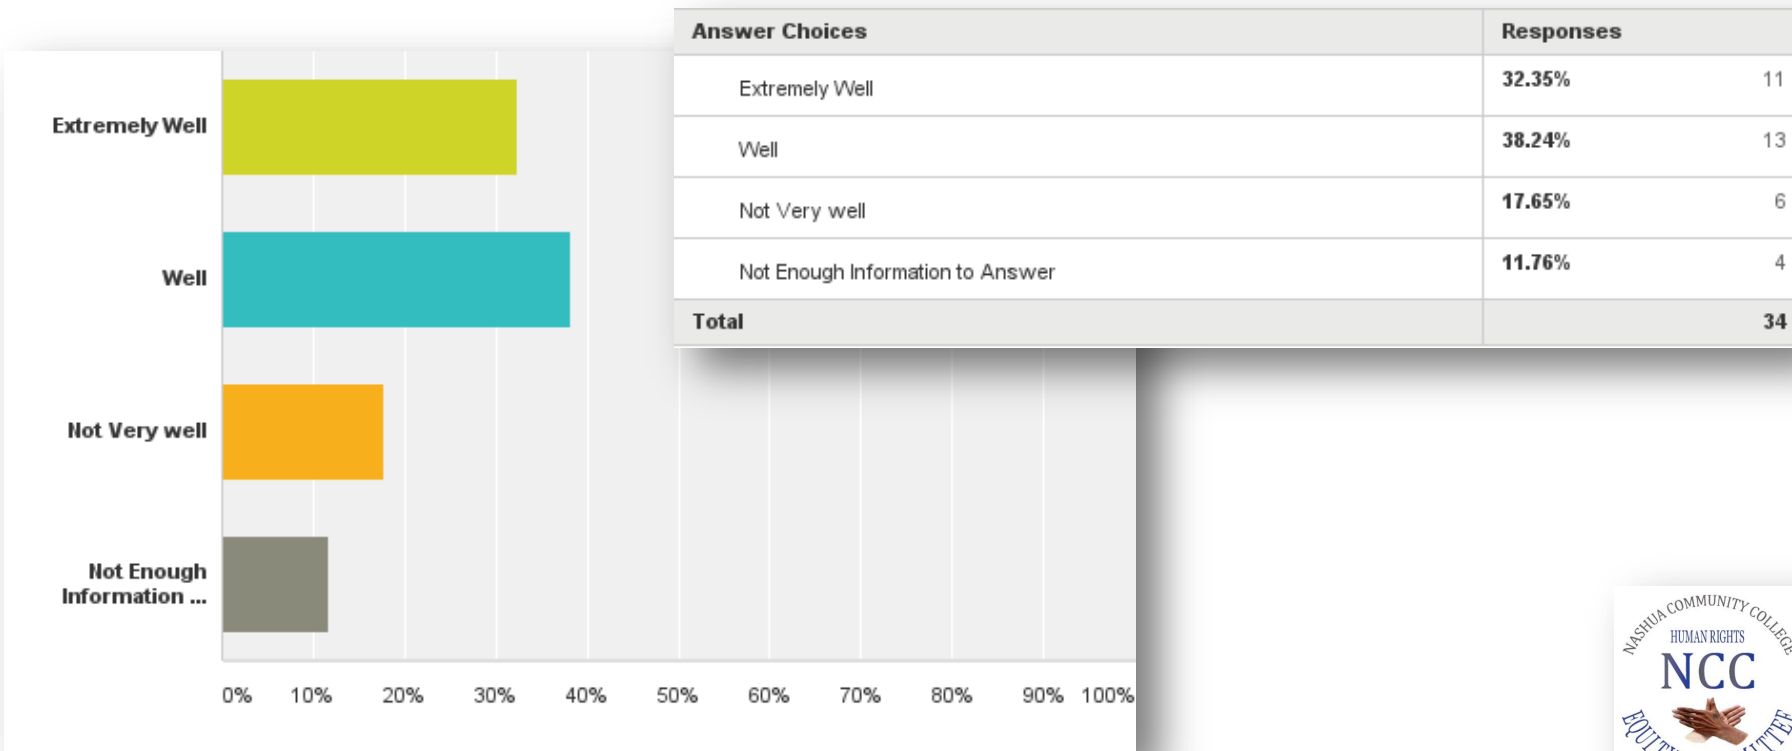 Answer Choices Responses
Extremely Well 32.35% 11
Well 38.24% 13
Not Very well 17.65% 6
Not Enough Information to Answer 11.76% 4
Total 34
Extremely Well
Well
Not Very well
Not Enough
Information ...
0% 10% 20% 30% 40% 50% 60% 70% 80% 90% 100%
NASHUA COMMUNITY COLLEGE
HUMAN RIGHTS
NCC